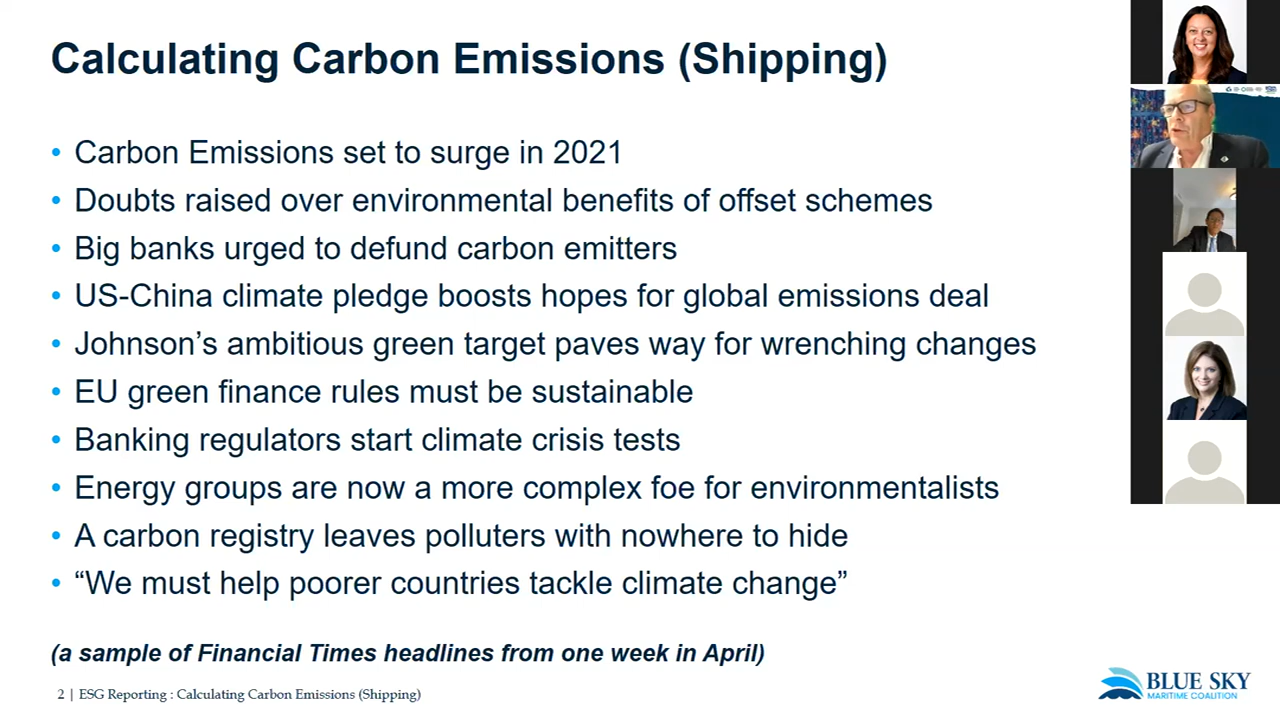 Calculating Carbon Emissions (Shipping)
• Carbon Emissions set to surge in 2021
• Doubts raised over environmental benefits of offset schemes
• Big banks urged to defund carbon emitters
• US-China climate pledge boosts hopes for global emissions deal
• Johnson’s ambitious green target paves way for wrenching changes
• EU green finance rules must be sustainable
• Banking regulators start climate crisis tests
• Energy groups are now a more complex foe for environmentalists
• A carbon registry leaves polluters with nowhere to hide
• “We must help poorer countries tackle climate change”
(a sample of Financial Times headlines from one week in April)
2 | ESG Reporting : Calculating Carbon Emissions (Shipping)
BLUE SKY
MARITIME COALITION